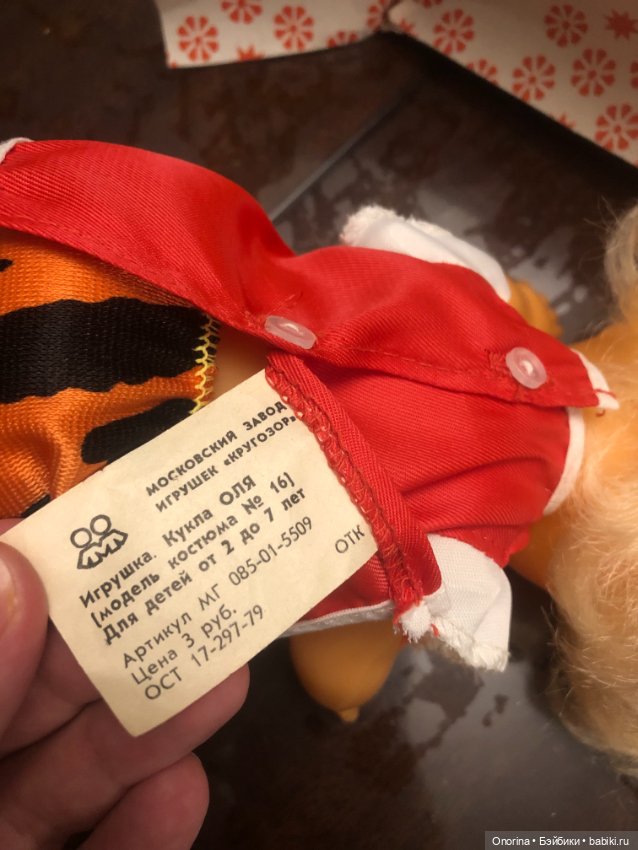 МОСКОВСКИЙ ЗАВОД
ИГРУШЕК «КРУГОЗОР»
Игрушка. Кукла ОЛЯ
(модель костюма № 16)
Для детей от 2 до 7 лет
Артикул МГ 085-01-5509
Цена 3 руб. ОТК
ОСТ 17-297-79
Onorina • Бэйбики • babiki.ru